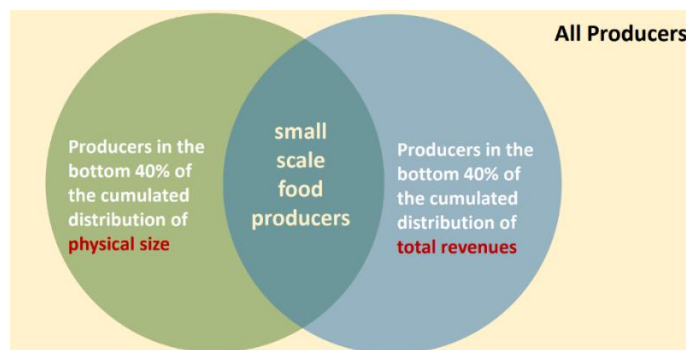 All Producers
Producers in the
bottom 40% of
the cumulated
distribution of
physical size
small
scale
food
producers
Producers in the
bottom 40% of
the cumulated
distribution of
total revenues